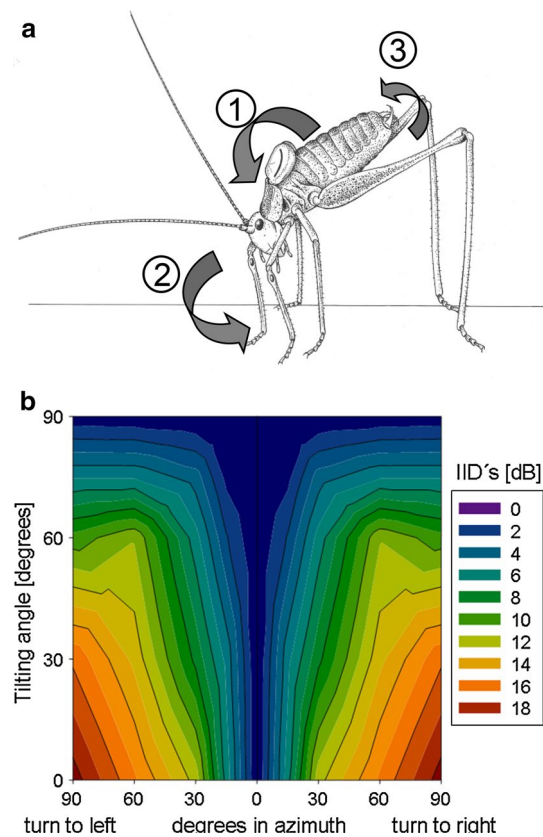 a
①
②
③
b
90
60
30
0
Tilting angle [degrees]
90 60 30 0 30 60 90
turn to left degrees in azimuth turn to right
IID´s [dB]
0
2
4
6
8
10
12
14
16
18